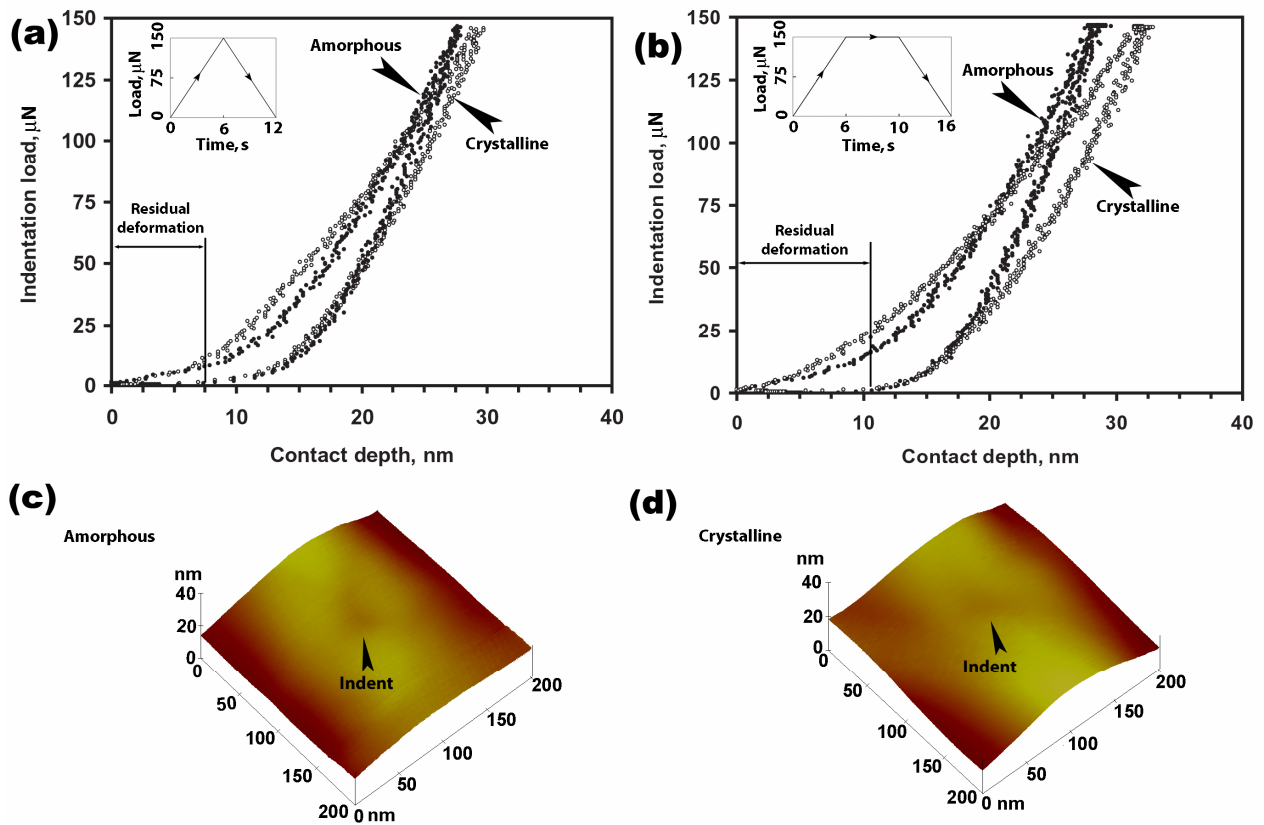 (a)
150
125
100
75
50
25
0
Indentation load, µN
0
10
20
30
40
Contact depth, nm
Load, µN
150
75
0
0
6
12
Time, s
Amorphous
Crystalline
Residual
deformation
(b)
150
125
100
75
50
25
0
Indentation load, µN
0
10
20
30
40
Contact depth, nm
Load, µN
150
75
0
0
6
10
16
Time, s
Amorphous
Crystalline
Residual
deformation
(c)
Amorphous
nm
40
20
0
0
50
100
150
200
0 nm
50
100
150
200
Indent
(d)
Crystalline
nm
40
20
0
0
50
100
150
200
0 nm
50
100
150
200
Indent